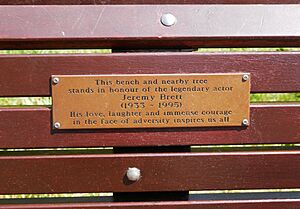 This bench and nearby tree
stands in honour of the legendary actor
Jeremy Brett
(1933 - 1995)
His love, laughter and immense courage
in the face of adversity inspires us all